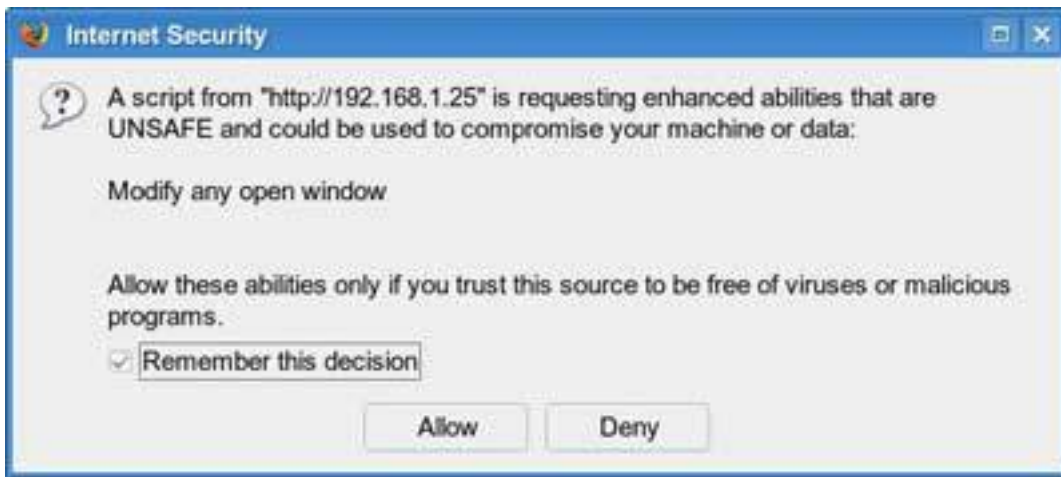 Internet Security
A script from "http://192.168.1.25" is requesting enhanced abilities that are
UNSAFE and could be used to compromise your machine or data:
Modify any open window
Allow these abilities only if you trust this source to be free of viruses or malicious
programs.
Remember this decision
Allow
Deny